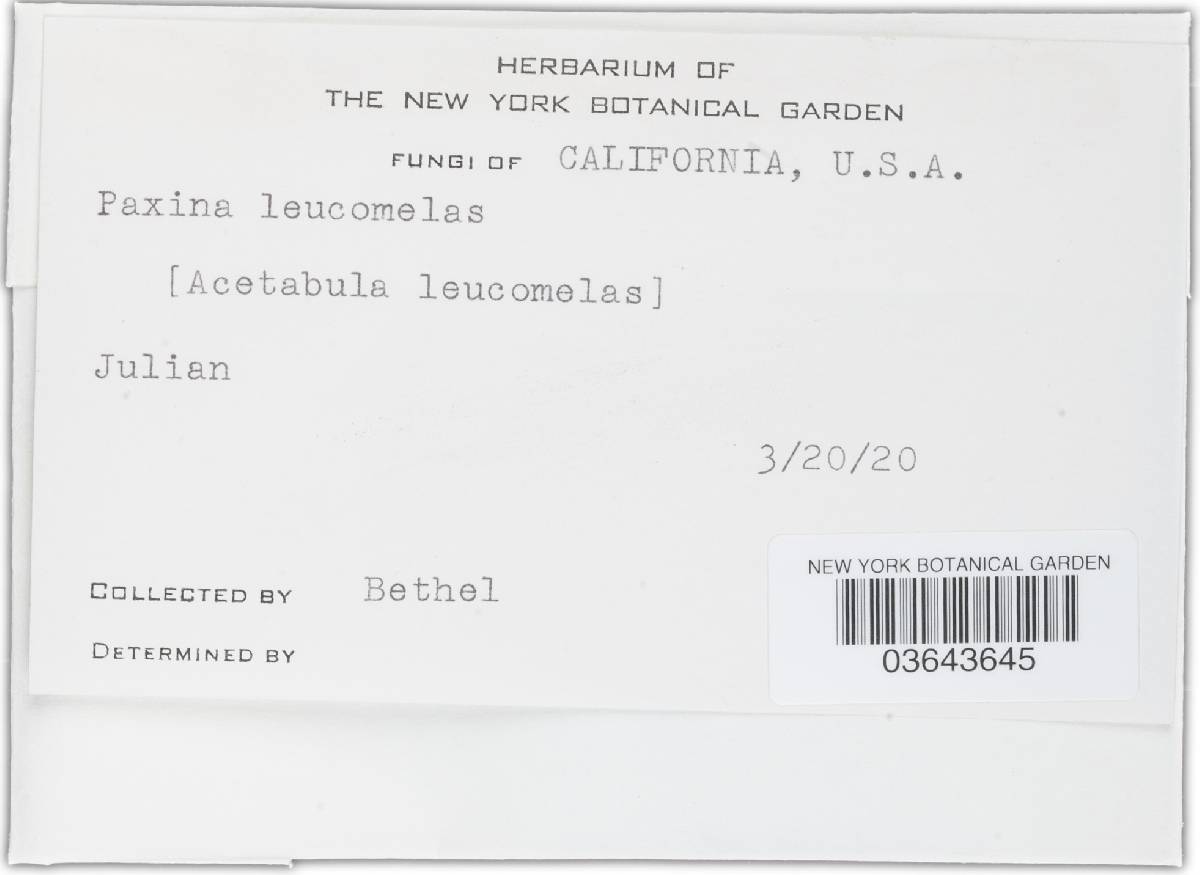 HERBARIUM OF
THE NEW YORK BOTANICAL GARDEN
FUNGI OF CALIFORNIA, U.S.A.
Paxina leucomelas
[Acetabula leucomelas]
Julian
3/20/20
COLLECTED BY Bethel
DETERMINED BY
NEW YORK BOTANICAL GARDEN
03643645